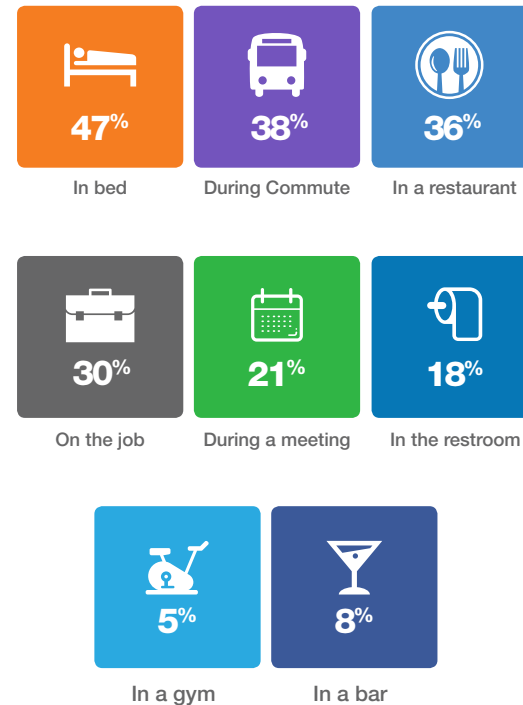 47% 38% 36%
In bed During Commute In a restaurant
30% 21% 18%
On the job During a meeting In the restroom
5% 8%
In a gym In a bar